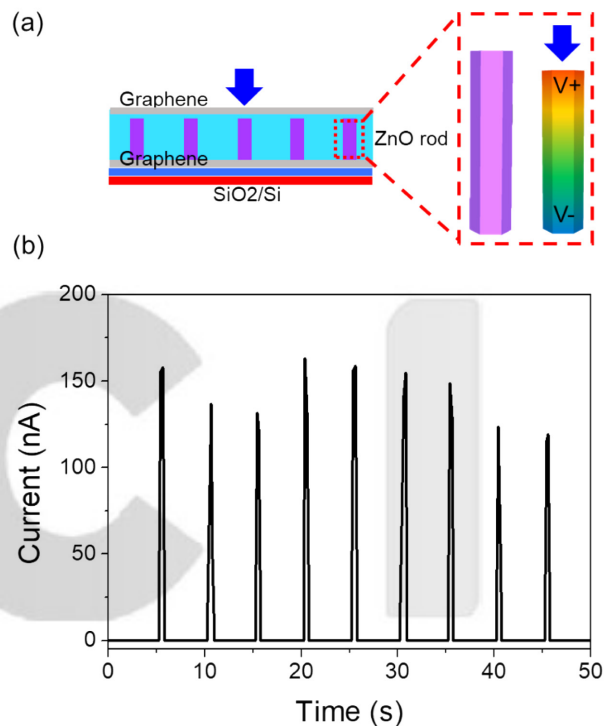 (a)
Graphene
V+
ZnO rod
Graphene
V-
SiO2/Si
(b)
200
150
100
50
0
Current (nA)
0 10 20 30 40 50
Time (s)